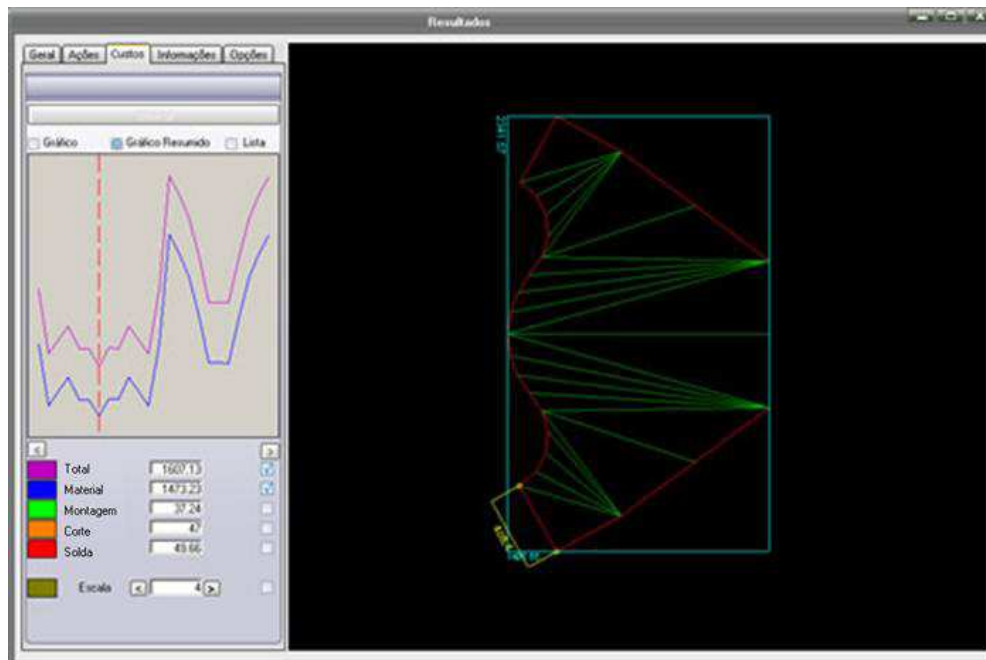 Resultados
Geral Ações Custos Informações Opções
Gráfico Gráfico Resumido Lista
< >
Total 1607.13
Material 1473.23
Montagem 37.24
Corte 47
Solda 49.66
Escala < 4 >